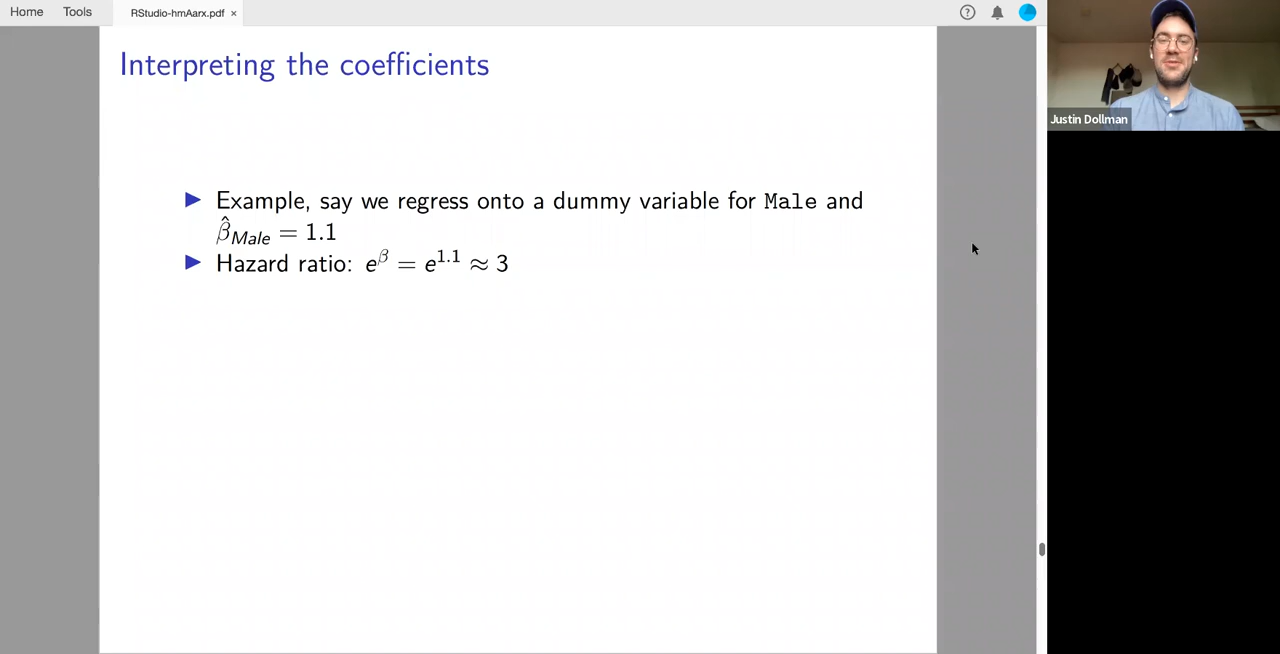 Home Tools RStudio-hmAarx.pdf ×
Interpreting the coefficients
Justin Dollman
▶ Example, say we regress onto a dummy variable for Male and
β̂_Male = 1.1
▶ Hazard ratio: e^β = e^1.1 ≈ 3